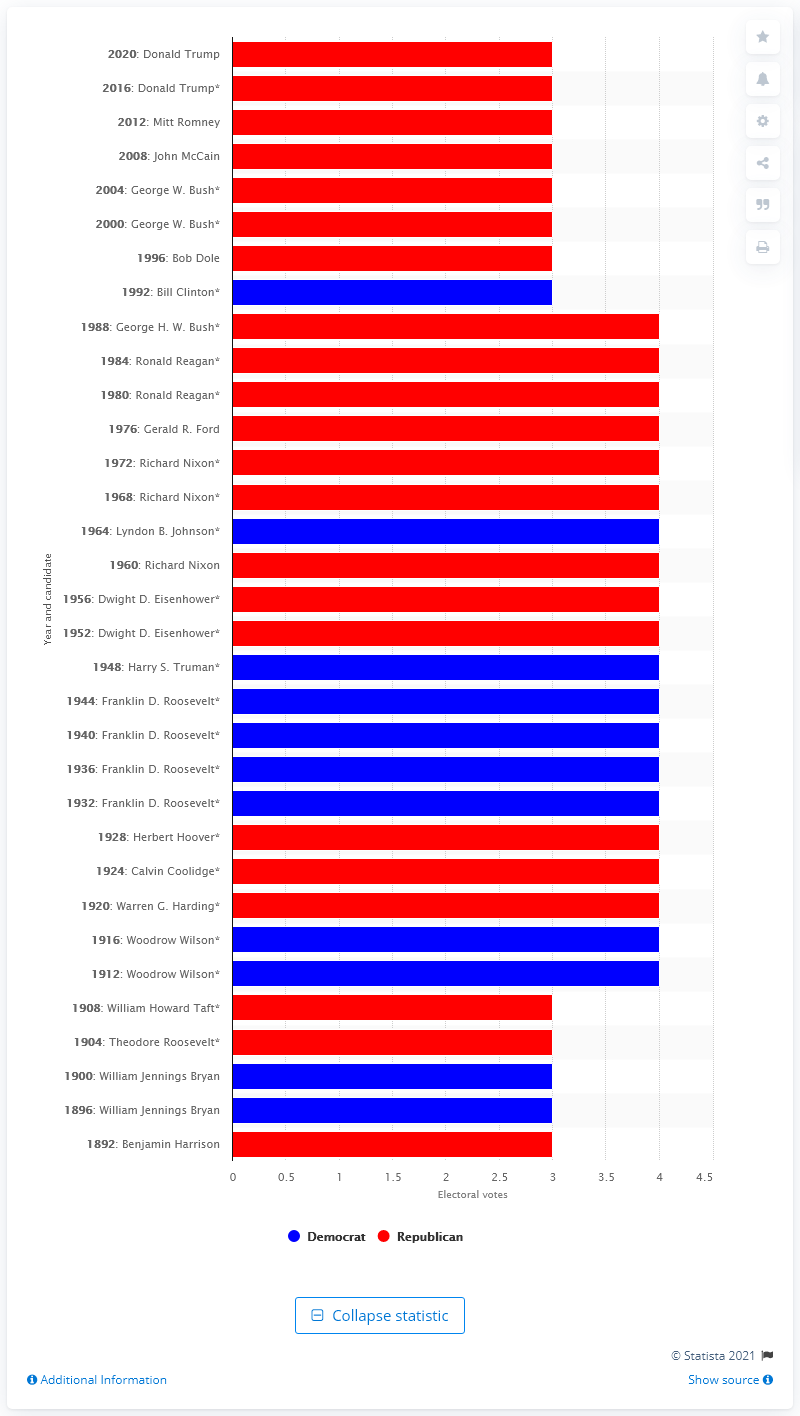 2020: Donald Trump
2016: Donald Trump*
2012: Mitt Romney
2008: John McCain
2004: George W. Bush*
2000: George W. Bush*
1996: Bob Dole
1992: Bill Clinton*
1988: George H. W. Bush*
1984: Ronald Reagan*
1980: Ronald Reagan*
1976: Gerald R. Ford
1972: Richard Nixon*
1968: Richard Nixon*
1964: Lyndon B. Johnson*
1960: Richard Nixon
1956: Dwight D. Eisenhower*
1952: Dwight D. Eisenhower*
1948: Harry S. Truman*
1944: Franklin D. Roosevelt*
1940: Franklin D. Roosevelt*
1936: Franklin D. Roosevelt*
1932: Franklin D. Roosevelt*
1928: Herbert Hoover*
1924: Calvin Coolidge*
1920: Warren G. Harding*
1916: Woodrow Wilson*
1912: Woodrow Wilson*
1908: William Howard Taft*
1904: Theodore Roosevelt*
1900: William Jennings Bryan
1896: William Jennings Bryan
1892: Benjamin Harrison
Year and candidate
0 0.5 1 1.5 2 2.5 3 3.5 4 4.5
Electoral votes
Democrat Republican
Collapse statistic
© Statista 2021
Additional Information Show source